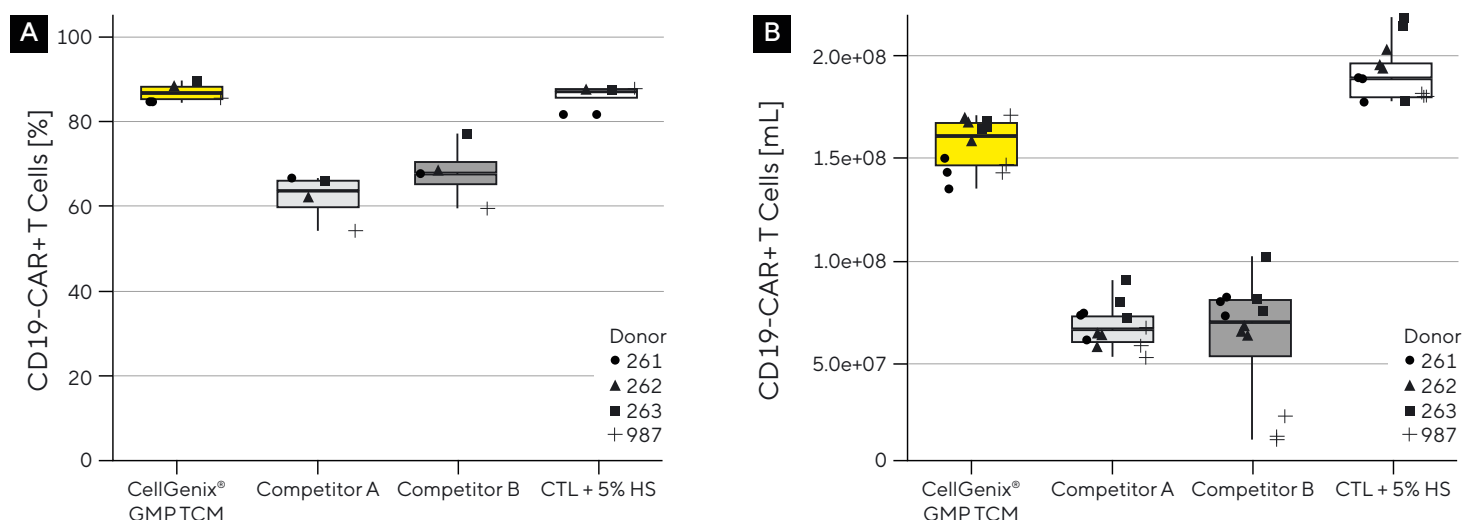 A
CD19-CAR+ T Cells [%]
100
80
60
40
20
0
Donor
261
262
263
987
CellGenix®
GMP TCM
Competitor A
Competitor B
CTL + 5% HS
B
CD19-CAR+ T Cells [mL]
2.0e+08
1.5e+08
1.0e+08
5.0e+07
0
Donor
261
262
263
987
CellGenix®
GMP TCM
Competitor A
Competitor B
CTL + 5% HS